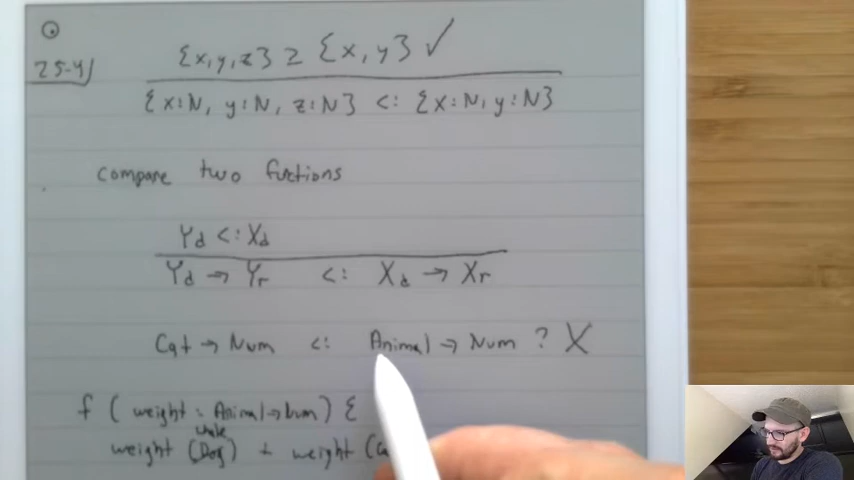 25-4)
{x,y,z} ⊇ {x,y} ✓
{x:N, y:N, z:N} <: {x:N, y:N}
compare two fuctions
Yd <: Xd
Yd → Yr <: Xd → Xr
Cat → Num <: Animal → Num ? X
f ( weight : Animal → Num ) {
weight (Dog) + weight (